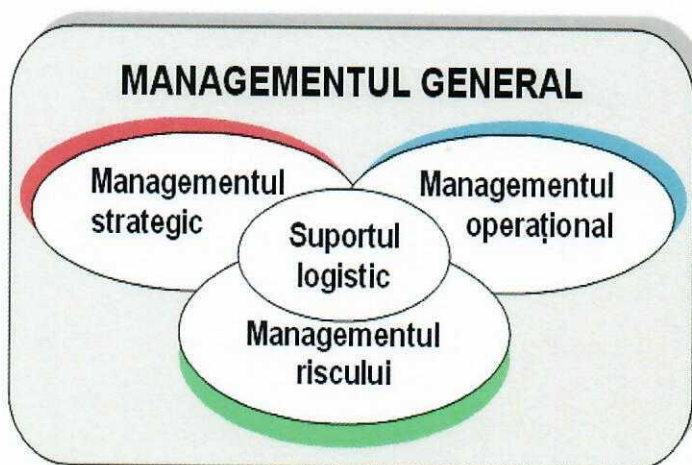 MANAGEMENTUL GENERAL
Managementul
strategic
Managementul
operațional
Suportul
logistic
Managementul
riscului